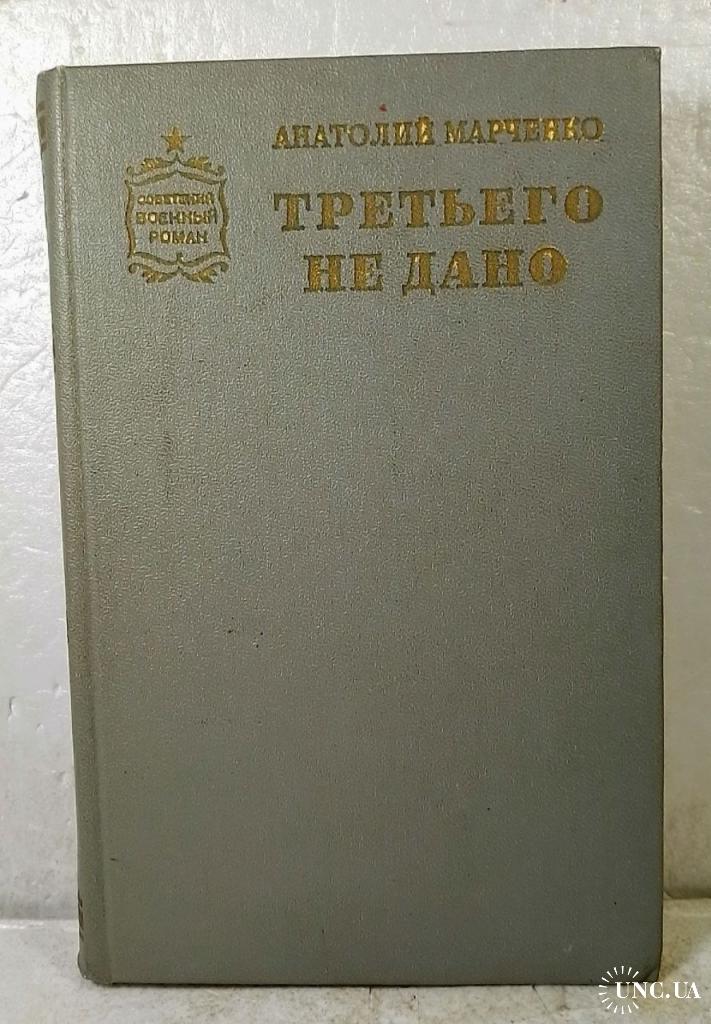 АНАТОЛИЙ МАРЧЕНКО
ТРЕТЬЕГО
НЕ ДАНО
СОВЕТСКИЙ
ВОЕННЫЙ
РОМАН
UNC.UA